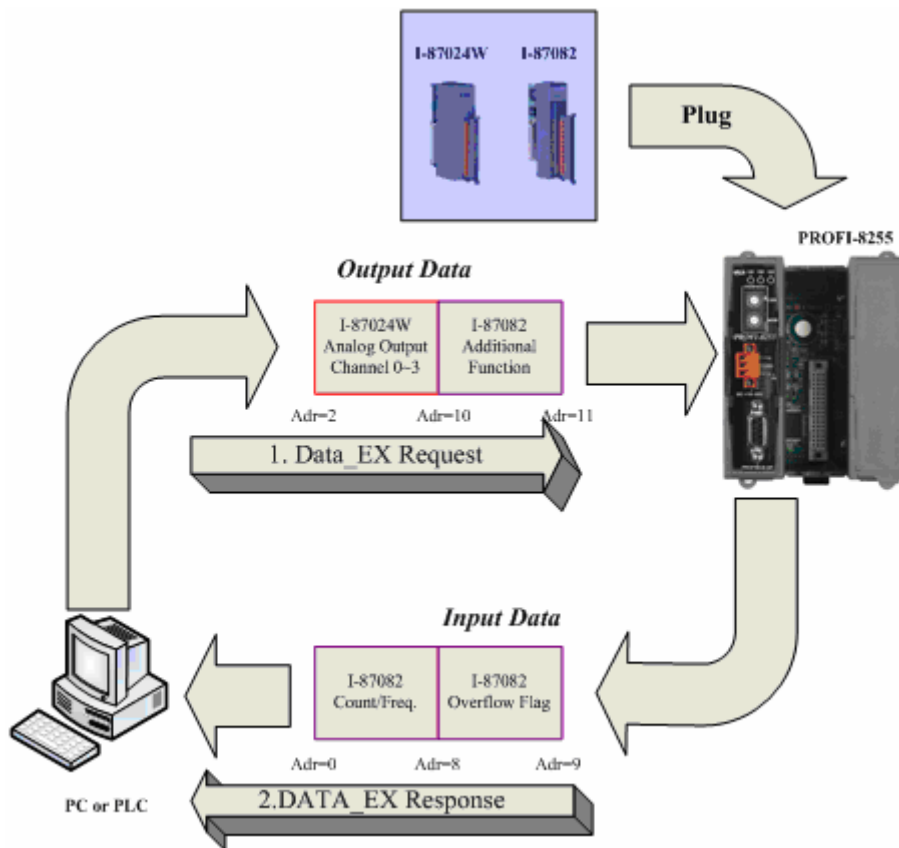 I-87024W
I-87082
Plug
PROFI-8255
Output Data
I-87024W
Analog Output
Channel 0~3
I-87082
Additional
Function
Adr=2
Adr=10
Adr=11
1. Data_EX Request
Input Data
I-87082
Count/Freq.
I-87082
Overflow Flag
Adr=0
Adr=8
Adr=9
2.DATA_EX Response
PC or PLC